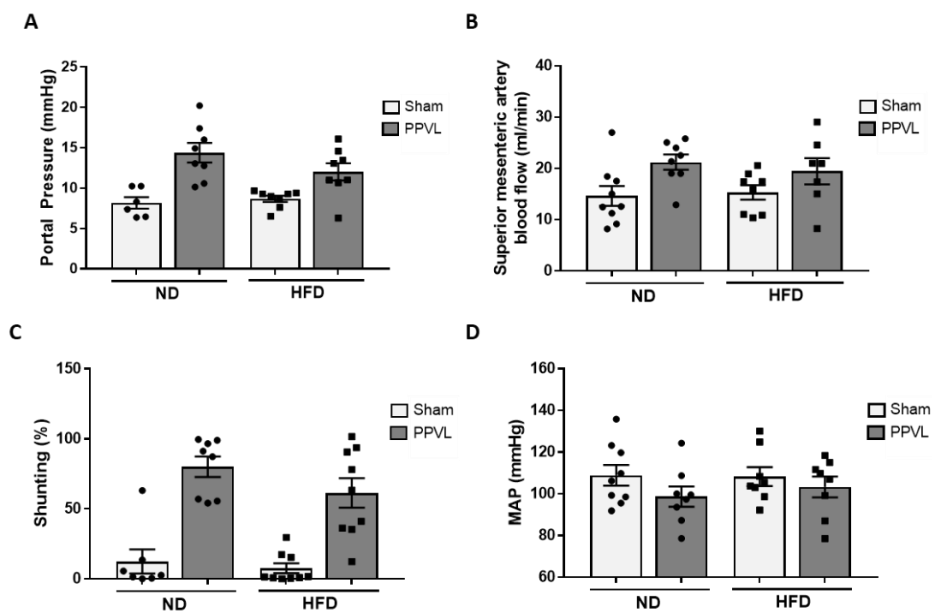 A
Portal Pressure (mmHg)
25
20
15
10
5
0
Sham
PPVL
ND
HFD
B
Superior mesenteric artery
blood flow (ml/min)
40
30
20
10
0
Sham
PPVL
ND
HFD
C
Shunting (%)
150
100
50
0
Sham
PPVL
ND
HFD
D
MAP (mmHg)
160
140
120
100
80
60
Sham
PPVL
ND
HFD